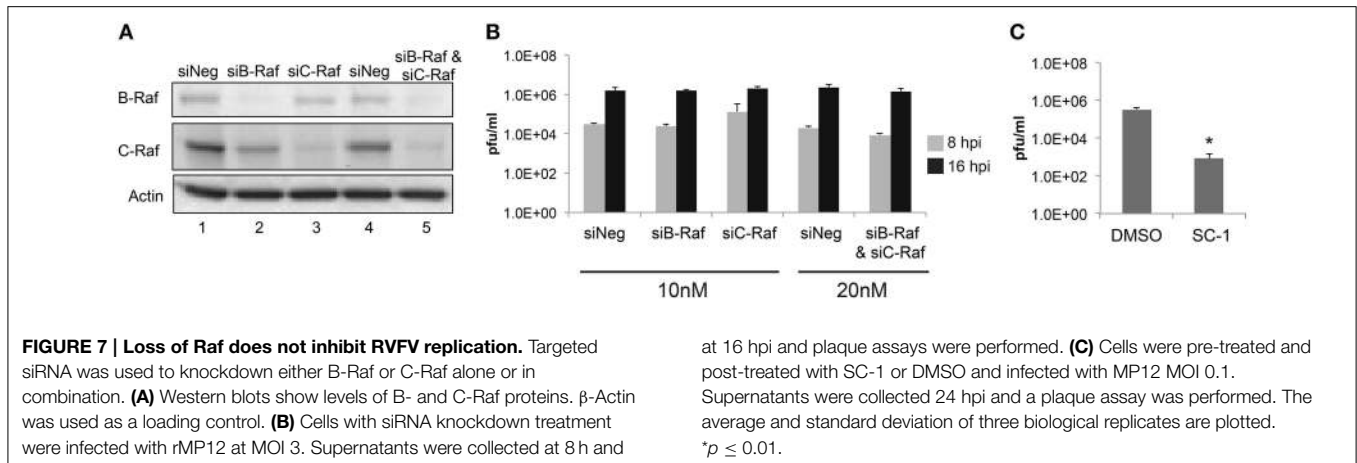 A
siNeg siB-Raf siC-Raf siNeg siB-Raf & siC-Raf
B-Raf
C-Raf
Actin
1 2 3 4 5
B
1.0E+08
1.0E+06
1.0E+04
1.0E+02
1.0E+00
pfu/ml
8 hpi
16 hpi
siNeg siB-Raf siC-Raf siNeg siB-Raf & siC-Raf
10nM 20nM
C
1.0E+08
1.0E+06
1.0E+04
1.0E+02
1.0E+00
pfu/ml
*
DMSO SC-1
FIGURE 7 | Loss of Raf does not inhibit RVFV replication. Targeted
siRNA was used to knockdown either B-Raf or C-Raf alone or in
combination. (A) Western blots show levels of B- and C-Raf proteins. β-Actin
was used as a loading control. (B) Cells with siRNA knockdown treatment
were infected with rMP12 at MOI 3. Supernatants were collected at 8 h and
at 16 hpi and plaque assays were performed. (C) Cells were pre-treated and
post-treated with SC-1 or DMSO and infected with MP12 MOI 0.1.
Supernatants were collected 24 hpi and a plaque assay was performed. The
average and standard deviation of three biological replicates are plotted.
*p ≤ 0.01.